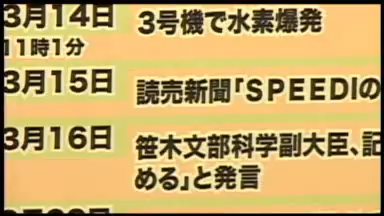 3月14日 3号機で水素爆発
11時1分
3月15日 読売新聞「SPEEDIの
3月16日 笹木文部科学副大臣、記
める」と発言